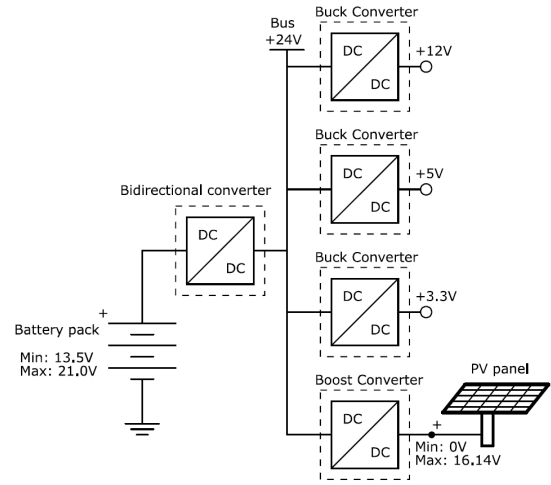 Buck Converter
Bus
+24V
DC
DC
+12V
Buck Converter
DC
DC
+5V
Bidirectional converter
DC
DC
Buck Converter
DC
DC
+3.3V
+
Battery pack
Min: 13.5V
Max: 21.0V
Boost Converter
DC
DC
PV panel
+
Min: 0V
Max: 16.14V